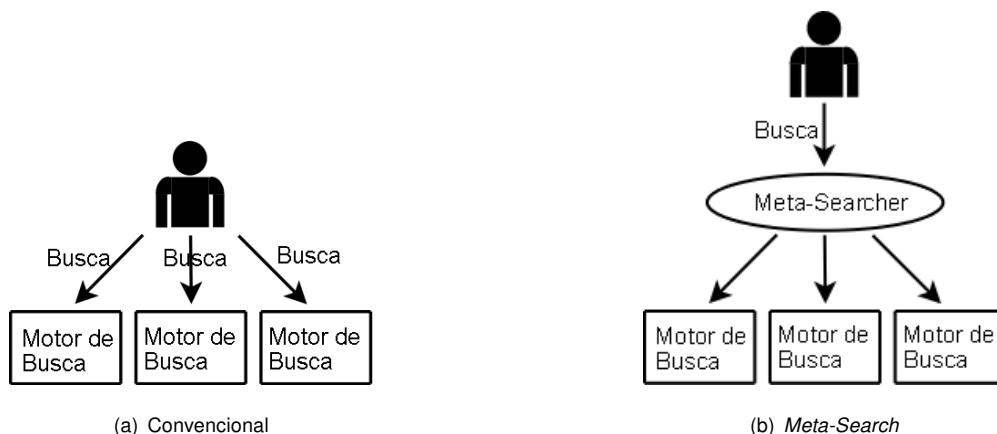 Busca
Busca
Busca
Motor de
Busca
Motor de
Busca
Motor de
Busca
(a) Convencional
Busca
Meta-Searcher
Motor de
Busca
Motor de
Busca
Motor de
Busca
(b) Meta-Search